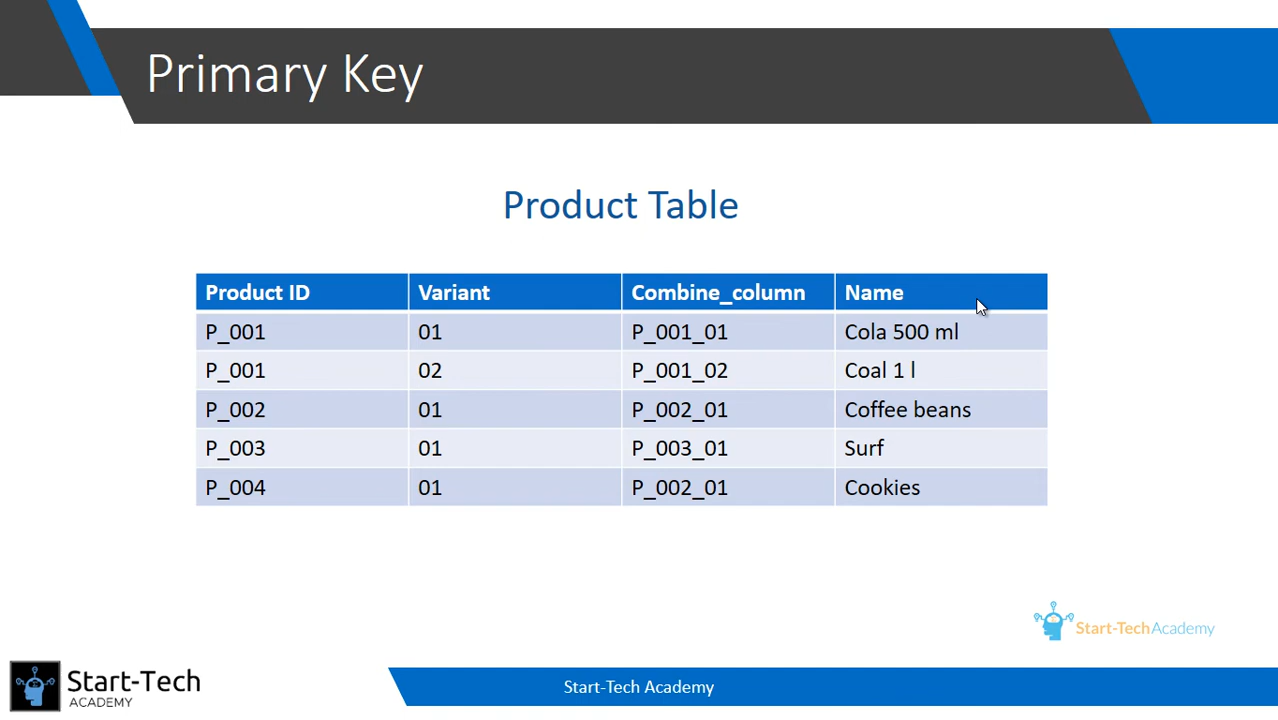 Primary Key
Product Table
Product ID Variant Combine_column Name
P_001 01 P_001_01 Cola 500 ml
P_001 02 P_001_02 Coal 1 l
P_002 01 P_002_01 Coffee beans
P_003 01 P_003_01 Surf
P_004 01 P_002_01 Cookies
Start-TechAcademy
Start-Tech
ACADEMY
Start-Tech Academy